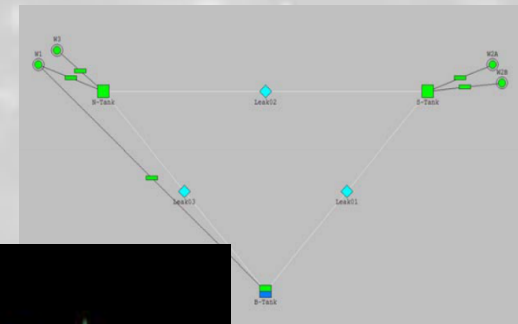 W3
W1
N-Tank
Leak02
S-Tank
W2A
W2B
Leak03
Leak01
B-Tank